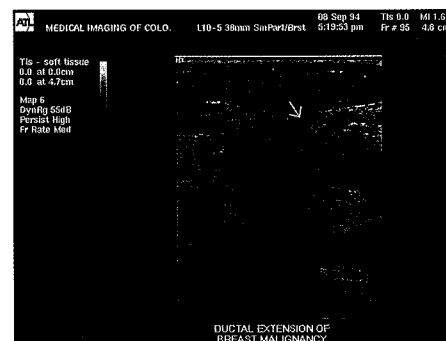 ATL
MEDICAL IMAGING OF COLO.
L10-5 38mm SmPart/Brst
08 Sep 94
5:19:53 pm
TIs 0.0
MI 1.6
Fr # 95
4.8 cm
TIs - soft tissue
0.0 at 0.0cm
0.0 at 4.7cm
Map 6
DynRg 55dB
Persist High
Fr Rate Med
DUCTAL EXTENSION OF
BREAST MALIGNANCY